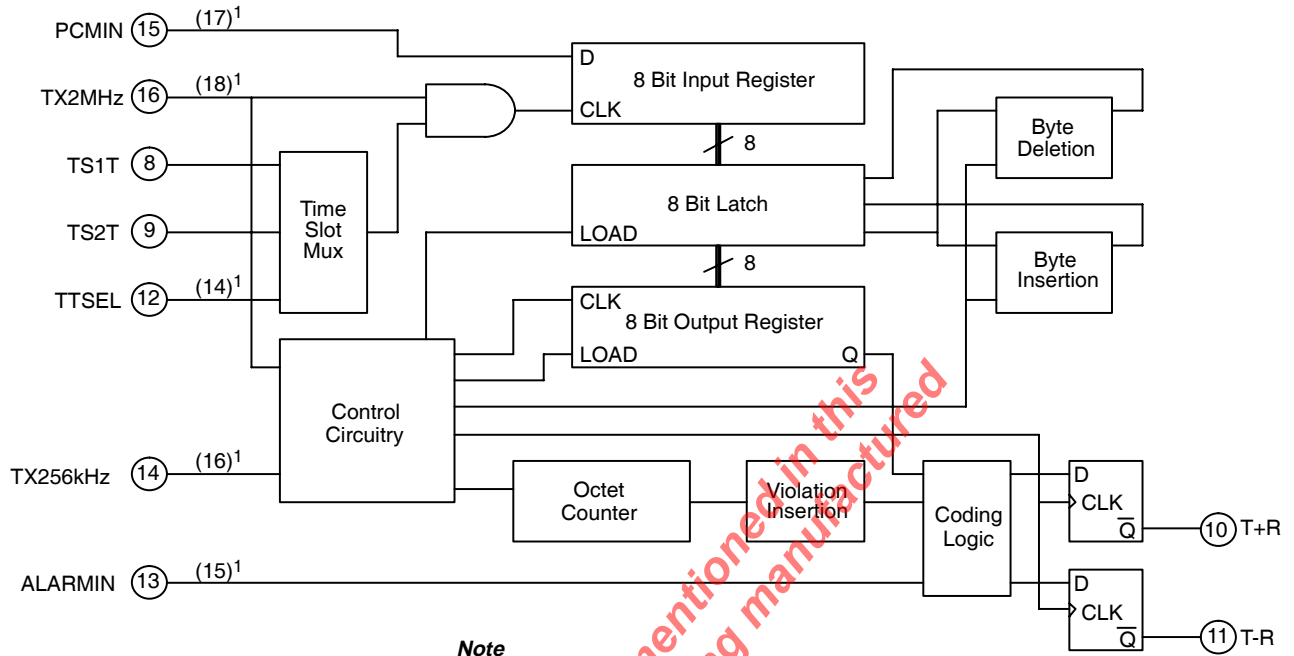 PCMIN 15 (17)¹
D
8 Bit Input Register
CLK
TX2MHz 16 (18)¹
8
Byte
Deletion
TS1T 8
Time
Slot
Mux
8 Bit Latch
LOAD
TS2T 9
8
Byte
Insertion
TTSEL 12 (14)¹
CLK
8 Bit Output Register
LOAD
Q
Control
Circuitry
TX256kHz 14 (16)¹
Octet
Counter
Violation
Insertion
Coding
Logic
D
CLK
Q̅
10 T+R
ALARMIN 13 (15)¹
D
CLK
Q̅
11 T-R
Note
mentioned in this
manufactured